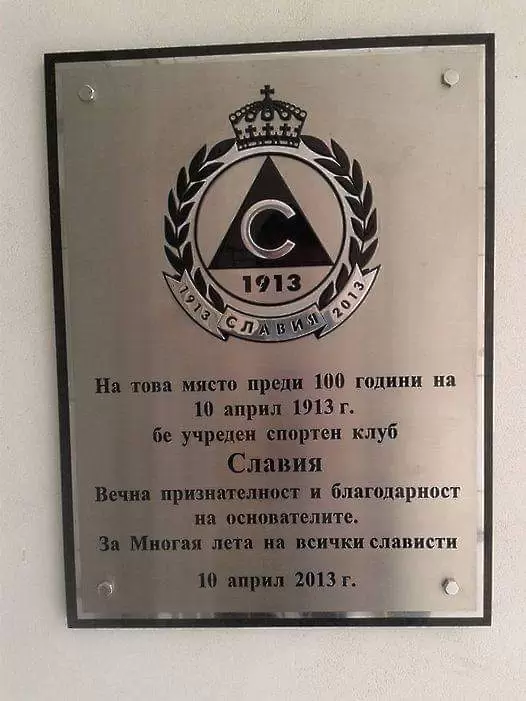 С
1913
1913 СЛАВИЯ 2013
На това място преди 100 години на
10 април 1913 г.
бе учреден спортен клуб
Славия
Вечна признателност и благодарност
на основателите.
За Многая лета на всички слависти
10 април 2013 г.